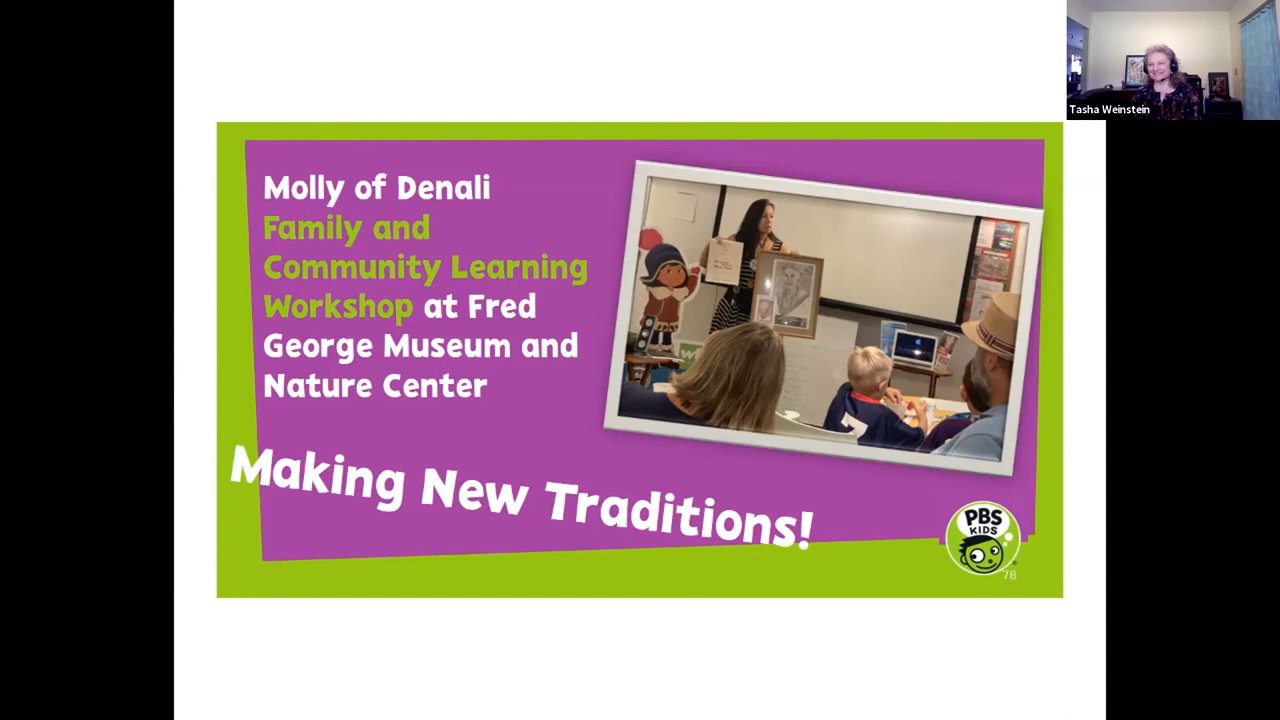 Tasha Weinstein
Molly of Denali
Family and
Community Learning
Workshop at Fred
George Museum and
Nature Center
Making New Traditions!
PBS
KIDS
78